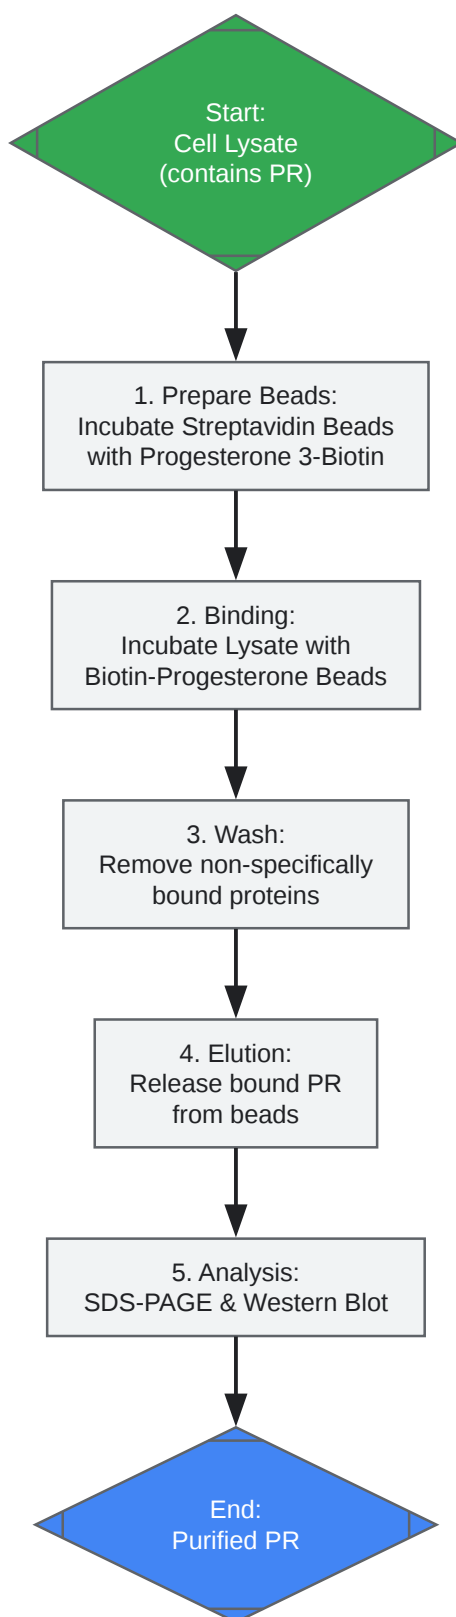 Start:
Cell Lysate
(contains PR)
1. Prepare Beads:
Incubate Streptavidin Beads
with Progesterone 3-Biotin
2. Binding:
Incubate Lysate with
Biotin-Progesterone Beads
3. Wash:
Remove non-specifically
bound proteins
4. Elution:
Release bound PR
from beads
5. Analysis:
SDS-PAGE & Western Blot
End:
Purified PR